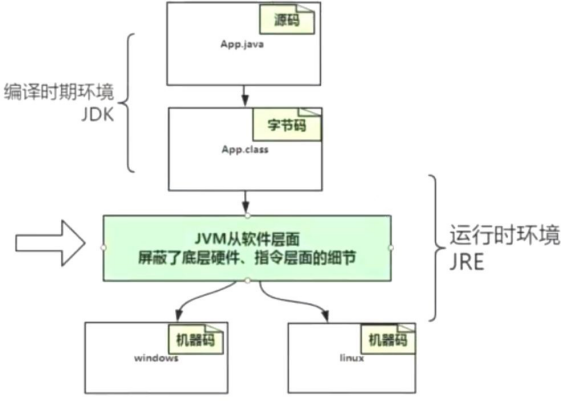 源码
App.java
编译时期环境
JDK
字节码
App.class
JVM从软件层面
屏蔽了底层硬件、指令层面的细节
运行时环境
JRE
机器码
windows
机器码
linux